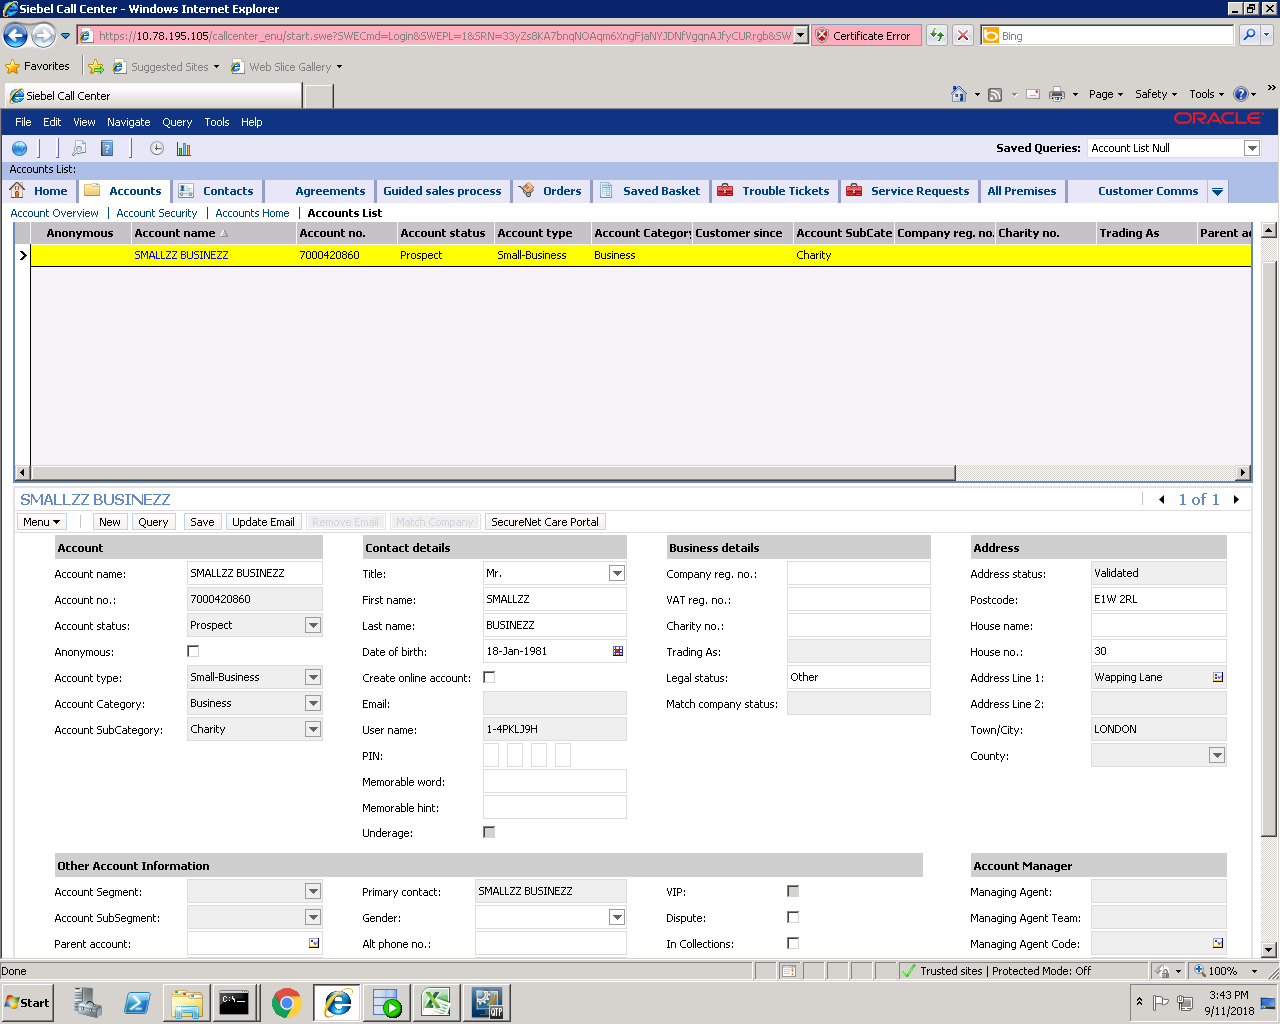 Siebel Call Center - Windows Internet Explorer
https://10.78.195.105/callcenter_enu/start.swe?SWECmd=Login&SWEPL=1&SRN=33yZs8KA7bnqNOAqm6XngFjaNYJDNfVgqnAJfyCURrgb&SW Certificate Error Bing
Favorites Suggested Sites Web Slice Gallery
Siebel Call Center Page Safety Tools
File Edit View Navigate Query Tools Help ORACLE
Saved Queries: Account List Null
Accounts List:
Home Accounts Contacts Agreements Guided sales process Orders Saved Basket Trouble Tickets Service Requests All Premises Customer Comms
Account Overview | Account Security | Accounts Home | Accounts List
Anonymous Account name Account no. Account status Account type Account Category Customer since Account SubCate Company reg. no. Charity no. Trading As Parent ac
SMALLZZ BUSINEZZ 7000420860 Prospect Small-Business Business Charity
SMALLZZ BUSINEZZ 1 of 1
Menu New Query Save Update Email Remove Email Match Company SecureNet Care Portal
Account Contact details Business details Address
Account name: SMALLZZ BUSINEZZ Title: Mr. Company reg. no.: Address status: Validated
Account no.: 7000420860 First name: SMALLZZ VAT reg. no.: Postcode: E1W 2RL
Account status: Prospect Last name: BUSINEZZ Charity no.: House name:
Anonymous: Date of birth: 18-Jan-1981 Trading As: House no.: 30
Account type: Small-Business Create online account: Legal status: Other Address Line 1: Wapping Lane
Account Category: Business Email: Match company status: Address Line 2:
Account SubCategory: Charity User name: 1-4PKLJ9H Town/City: LONDON
PIN: County:
Memorable word:
Memorable hint:
Underage:
Other Account Information Account Manager
Account Segment: Primary contact: SMALLZZ BUSINEZZ VIP: Managing Agent:
Account SubSegment: Gender: Dispute: Managing Agent Team:
Parent account: Alt phone no.: In Collections: Managing Agent Code:
Done Trusted sites | Protected Mode: Off 100%
Start C:\ QTP 3:43 PM
9/11/2018